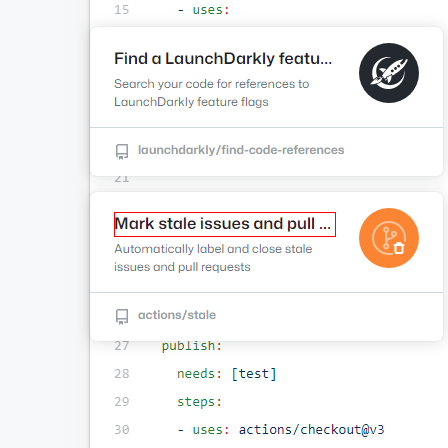 15 - uses:
Find a LaunchDarkly featu...
Search your code for references to
LaunchDarkly feature flags
launchdarkly/find-code-references
21
Mark stale issues and pull ...
Automatically label and close stale
issues and pull requests
actions/stale
27 publish:
28 needs: [test]
29 steps:
30 - uses: actions/checkout@v3